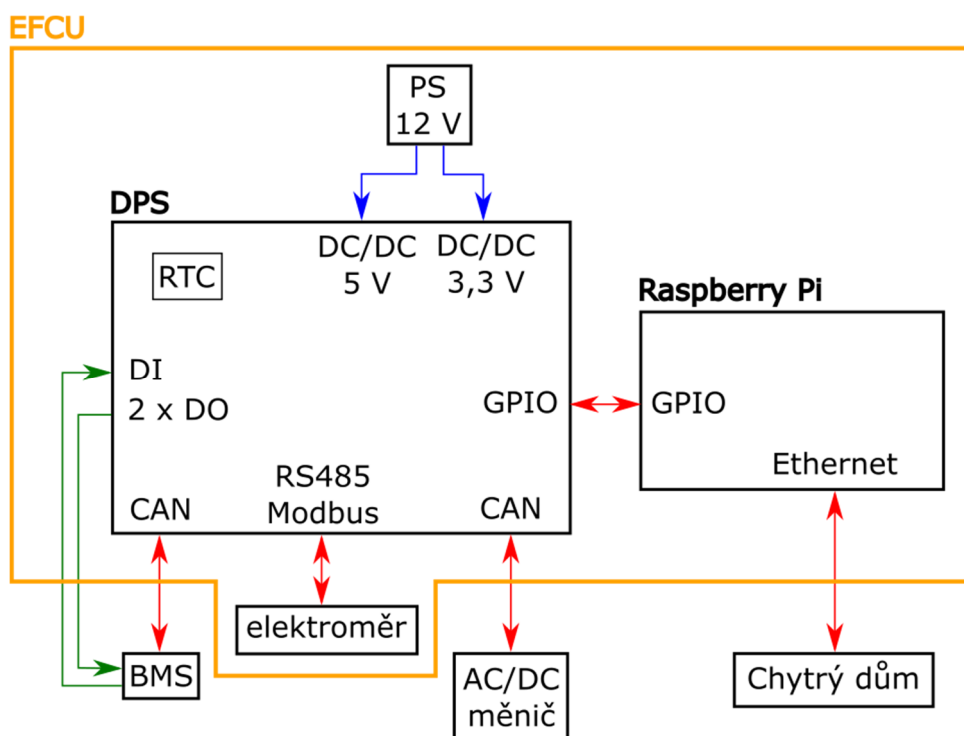 EFCU
PS
12 V
DPS
RTC
DC/DC
5 V
DC/DC
3,3 V
Raspberry Pi
DI
2 x DO
GPIO
GPIO
Ethernet
CAN
RS485
Modbus
CAN
elektroměr
BMS
AC/DC
měnič
Chytrý dům